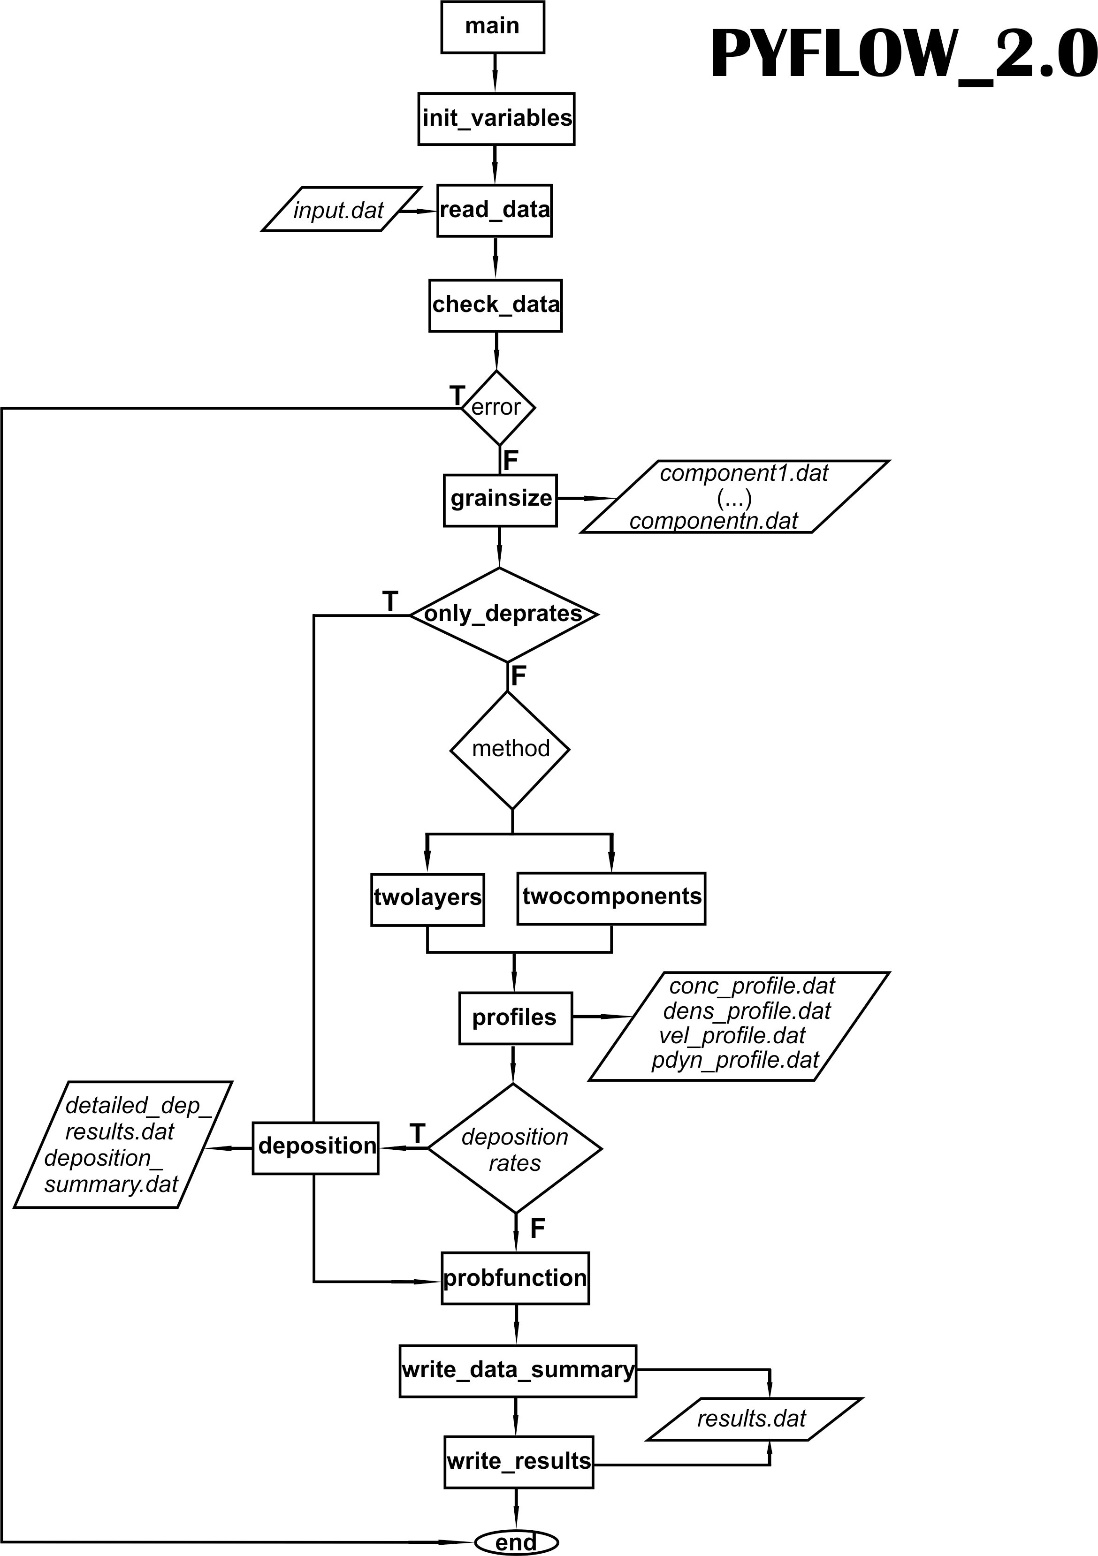 main
PYFLOW_2.0
init_variables
input.dat
read_data
check_data
T
error
F
component1.dat
grainsize
(...)
componentn.dat
T
only_deprates
F
method
twolayers
twocomponents
conc_profile.dat
profiles
dens_profile.dat
vel_profile.dat
pdyn_profile.dat
detailed_dep_
results.dat
deposition_
summary.dat
deposition
T
deposition
rates
F
probfunction
write_data_summary
results.dat
write_results
end